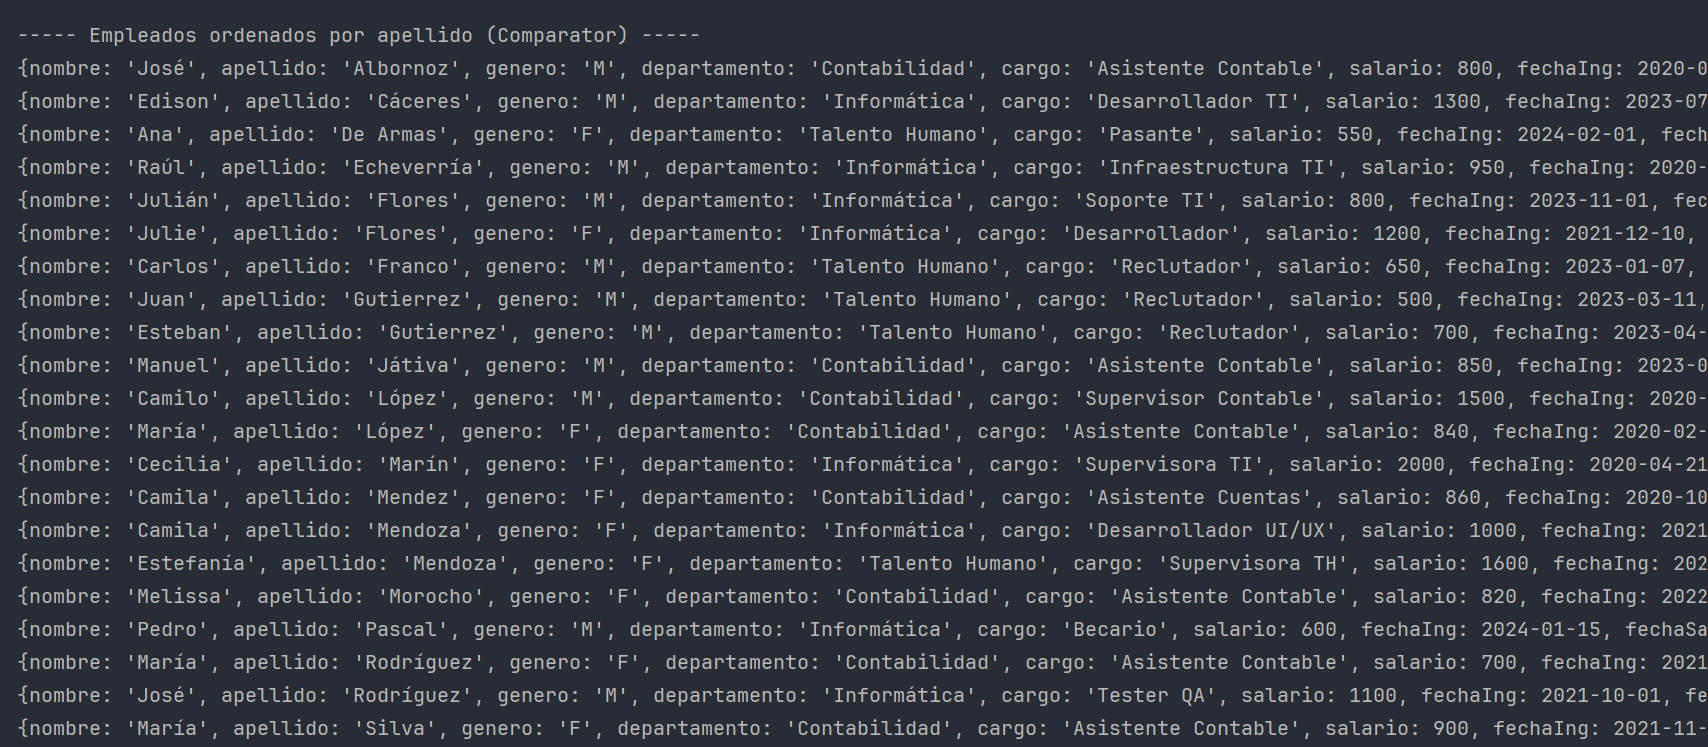 ----- Empleados ordenados por apellido (Comparator) -----
{nombre: 'José', apellido: 'Albornoz', genero: 'M', departamento: 'Contabilidad', cargo: 'Asistente Contable', salario: 800, fechaIng: 2020-0
{nombre: 'Edison', apellido: 'Cáceres', genero: 'M', departamento: 'Informática', cargo: 'Desarrollador TI', salario: 1300, fechaIng: 2023-07
{nombre: 'Ana', apellido: 'De Armas', genero: 'F', departamento: 'Talento Humano', cargo: 'Pasante', salario: 550, fechaIng: 2024-02-01, fech
{nombre: 'Raúl', apellido: 'Echeverría', genero: 'M', departamento: 'Informática', cargo: 'Infraestructura TI', salario: 950, fechaIng: 2020-
{nombre: 'Julián', apellido: 'Flores', genero: 'M', departamento: 'Informática', cargo: 'Soporte TI', salario: 800, fechaIng: 2023-11-01, fec
{nombre: 'Julie', apellido: 'Flores', genero: 'F', departamento: 'Informática', cargo: 'Desarrollador', salario: 1200, fechaIng: 2021-12-10,
{nombre: 'Carlos', apellido: 'Franco', genero: 'M', departamento: 'Talento Humano', cargo: 'Reclutador', salario: 650, fechaIng: 2023-01-07,
{nombre: 'Juan', apellido: 'Gutierrez', genero: 'M', departamento: 'Talento Humano', cargo: 'Reclutador', salario: 500, fechaIng: 2023-03-11,
{nombre: 'Esteban', apellido: 'Gutierrez', genero: 'M', departamento: 'Talento Humano', cargo: 'Reclutador', salario: 700, fechaIng: 2023-04-
{nombre: 'Manuel', apellido: 'Játiva', genero: 'M', departamento: 'Contabilidad', cargo: 'Asistente Contable', salario: 850, fechaIng: 2023-0
{nombre: 'Camilo', apellido: 'López', genero: 'M', departamento: 'Contabilidad', cargo: 'Supervisor Contable', salario: 1500, fechaIng: 2020-
{nombre: 'María', apellido: 'López', genero: 'F', departamento: 'Contabilidad', cargo: 'Asistente Contable', salario: 840, fechaIng: 2020-02-
{nombre: 'Cecilia', apellido: 'Marín', genero: 'F', departamento: 'Informática', cargo: 'Supervisora TI', salario: 2000, fechaIng: 2020-04-21
{nombre: 'Camila', apellido: 'Mendez', genero: 'F', departamento: 'Contabilidad', cargo: 'Asistente Cuentas', salario: 860, fechaIng: 2020-10
{nombre: 'Camila', apellido: 'Mendoza', genero: 'F', departamento: 'Informática', cargo: 'Desarrollador UI/UX', salario: 1000, fechaIng: 2021
{nombre: 'Estefanía', apellido: 'Mendoza', genero: 'F', departamento: 'Talento Humano', cargo: 'Supervisora TH', salario: 1600, fechaIng: 202
{nombre: 'Melissa', apellido: 'Morocho', genero: 'F', departamento: 'Contabilidad', cargo: 'Asistente Contable', salario: 820, fechaIng: 2022
{nombre: 'Pedro', apellido: 'Pascal', genero: 'M', departamento: 'Informática', cargo: 'Becario', salario: 600, fechaIng: 2024-01-15, fechaSa
{nombre: 'María', apellido: 'Rodríguez', genero: 'F', departamento: 'Contabilidad', cargo: 'Asistente Contable', salario: 700, fechaIng: 2021
{nombre: 'José', apellido: 'Rodríguez', genero: 'M', departamento: 'Informática', cargo: 'Tester QA', salario: 1100, fechaIng: 2021-10-01, fe
{nombre: 'María', apellido: 'Silva', genero: 'F', departamento: 'Contabilidad', cargo: 'Asistente Contable', salario: 900, fechaIng: 2021-11-